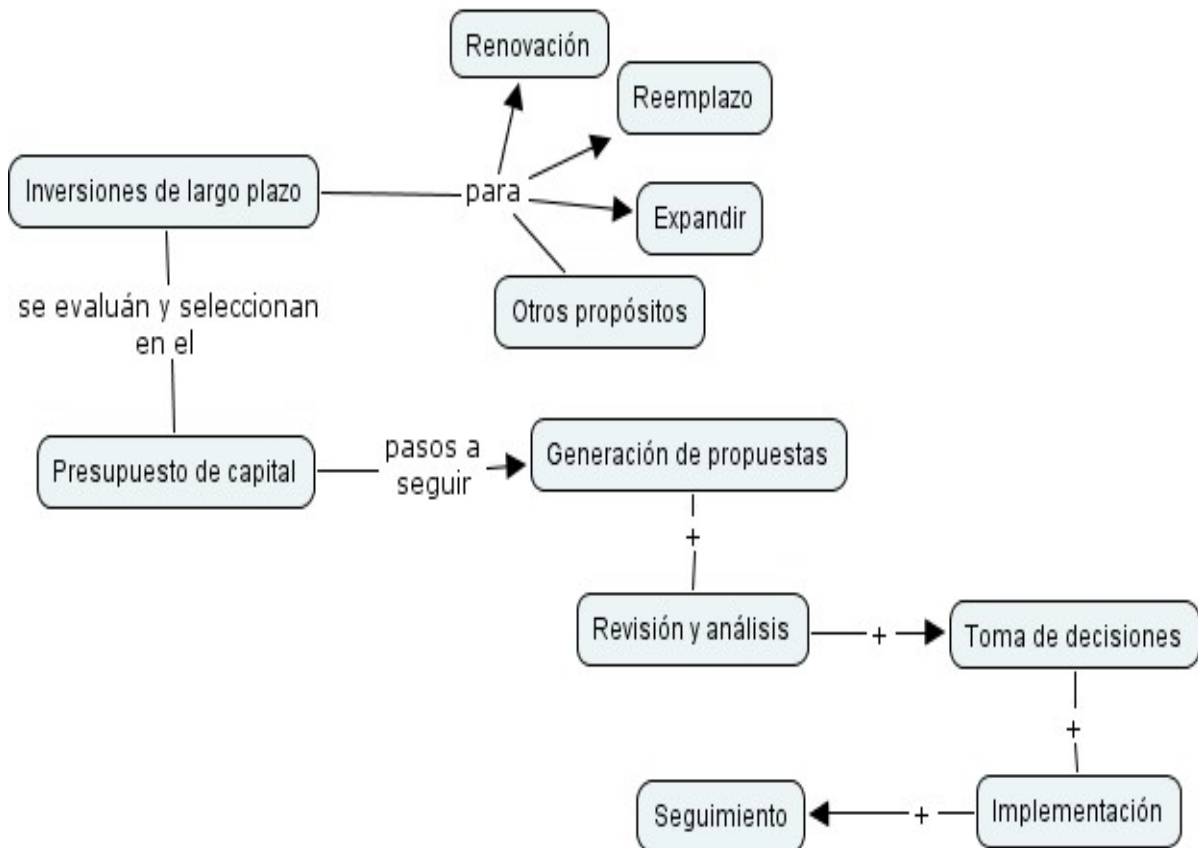 Renovación
Reemplazo
Inversiones de largo plazo
para
Expandir
Otros propósitos
se evaluán y seleccionan
en el
Presupuesto de capital
pasos a
seguir
Generación de propuestas
+
Revisión y análisis
+
Toma de decisiones
+
Implementación
+
Seguimiento